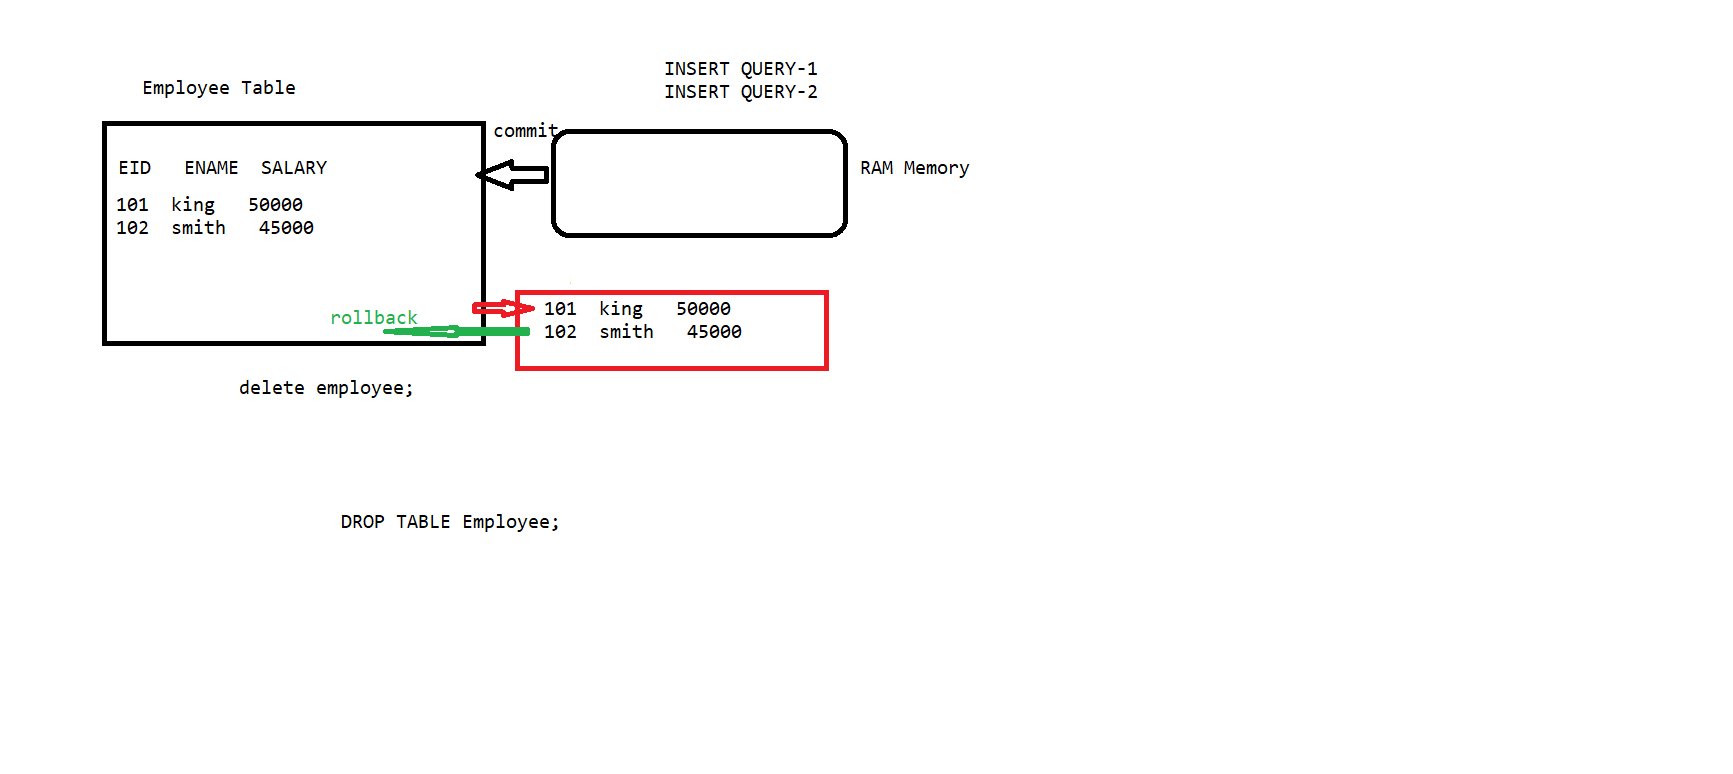 INSERT QUERY-1
INSERT QUERY-2
Employee Table
commit
EID ENAME SALARY
RAM Memory
101 king 50000
102 smith 45000
101 king 50000
rollback
102 smith 45000
delete employee;
DROP TABLE Employee;